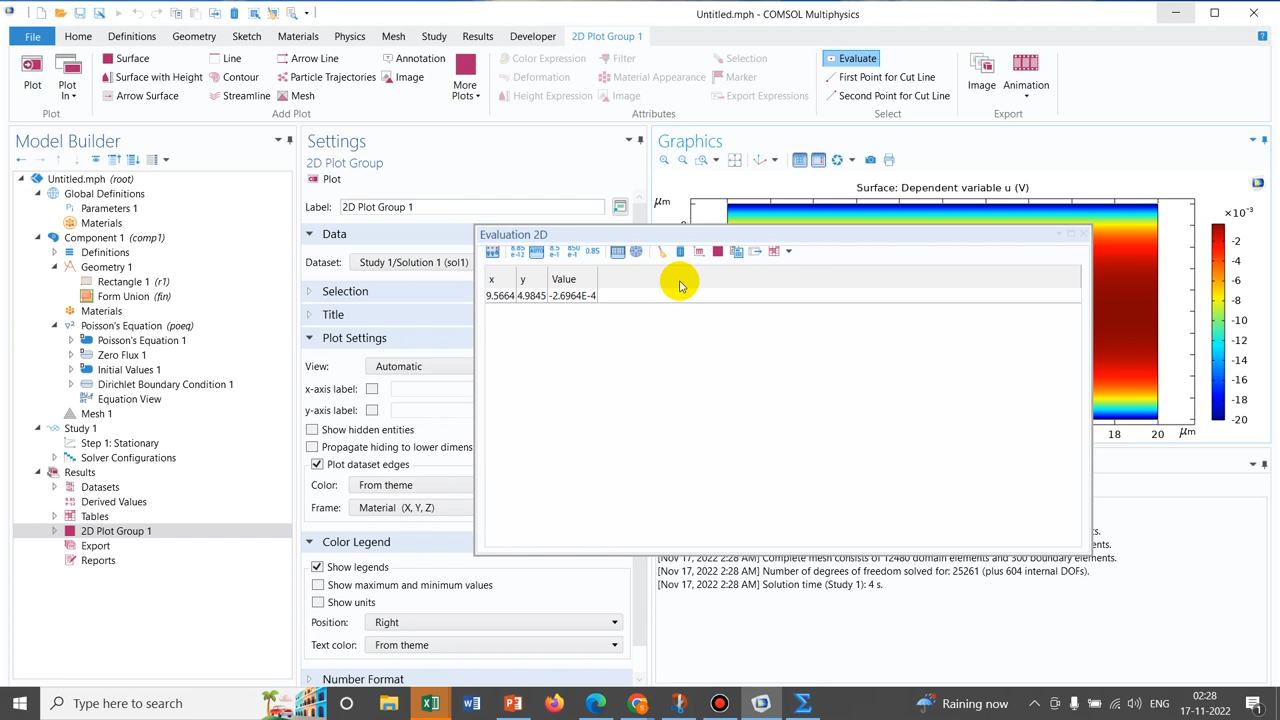 Untitled.mph - COMSOL Multiphysics
File Home Definitions Geometry Sketch Materials Physics Mesh Study Results Developer 2D Plot Group 1
Plot
Plot In
Surface
Surface with Height
Arrow Surface
Line
Contour
Streamline
Arrow Line
Particle Trajectories
Mesh
Annotation
Image
More Plots
Color Expression
Deformation
Height Expression
Filter
Material Appearance
Image
Selection
Marker
Export Expressions
Evaluate
First Point for Cut Line
Second Point for Cut Line
Image
Animation
Plot Add Plot Attributes Select Export
Model Builder
Untitled.mph (root)
Global Definitions
Parameters 1
Materials
Component 1 (comp1)
Definitions
Geometry 1
Rectangle 1 (r1)
Form Union (fin)
Materials
Poisson's Equation (poeq)
Poisson's Equation 1
Zero Flux 1
Initial Values 1
Dirichlet Boundary Condition 1
Equation View
Mesh 1
Study 1
Step 1: Stationary
Solver Configurations
Results
Datasets
Derived Values
Tables
2D Plot Group 1
Export
Reports
Settings
2D Plot Group
Plot
Label: 2D Plot Group 1
Data
Dataset: Study 1/Solution 1 (sol1)
Selection
Title
Plot Settings
View: Automatic
x-axis label:
y-axis label:
Show hidden entities
Propagate hiding to lower dimens
Plot dataset edges
Color: From theme
Frame: Material (X, Y, Z)
Color Legend
Show legends
Show maximum and minimum values
Show units
Position: Right
Text color: From theme
Number Format
Graphics
Surface: Dependent variable u (V)
μm
×10⁻³
-2
-4
-6
-8
-10
-12
-14
-16
-18
-20
18 20 μm
Evaluation 2D
8.85 e-12 AUTO 8.5 e-1 850 e-1 0.85
x y Value
9.5664 4.9845 -2.6964E-4
ts.
ents.
[Nov 17, 2022 2:28 AM] Complete mesh consists of 12480 domain elements and 300 boundary elements.
[Nov 17, 2022 2:28 AM] Number of degrees of freedom solved for: 25261 (plus 604 internal DOFs).
[Nov 17, 2022 2:28 AM] Solution time (Study 1): 4 s.
Type here to search
Raining now
ENG
02:28
17-11-2022